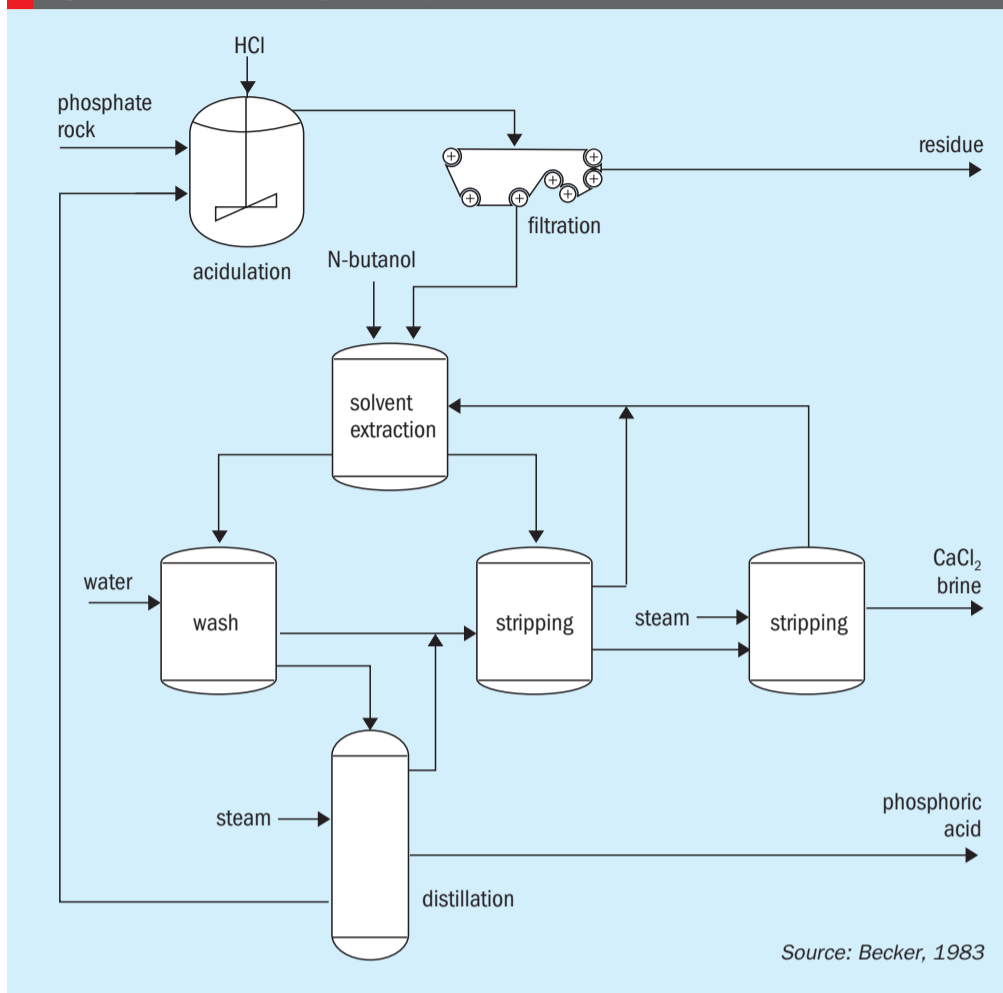 HCl
phosphate
rock
residue
filtration
acidulation
N-butanol
solvent
extraction
water
wash
stripping
steam
stripping
CaCl₂
brine
steam
phosphoric
acid
distillation
Source: Becker, 1983